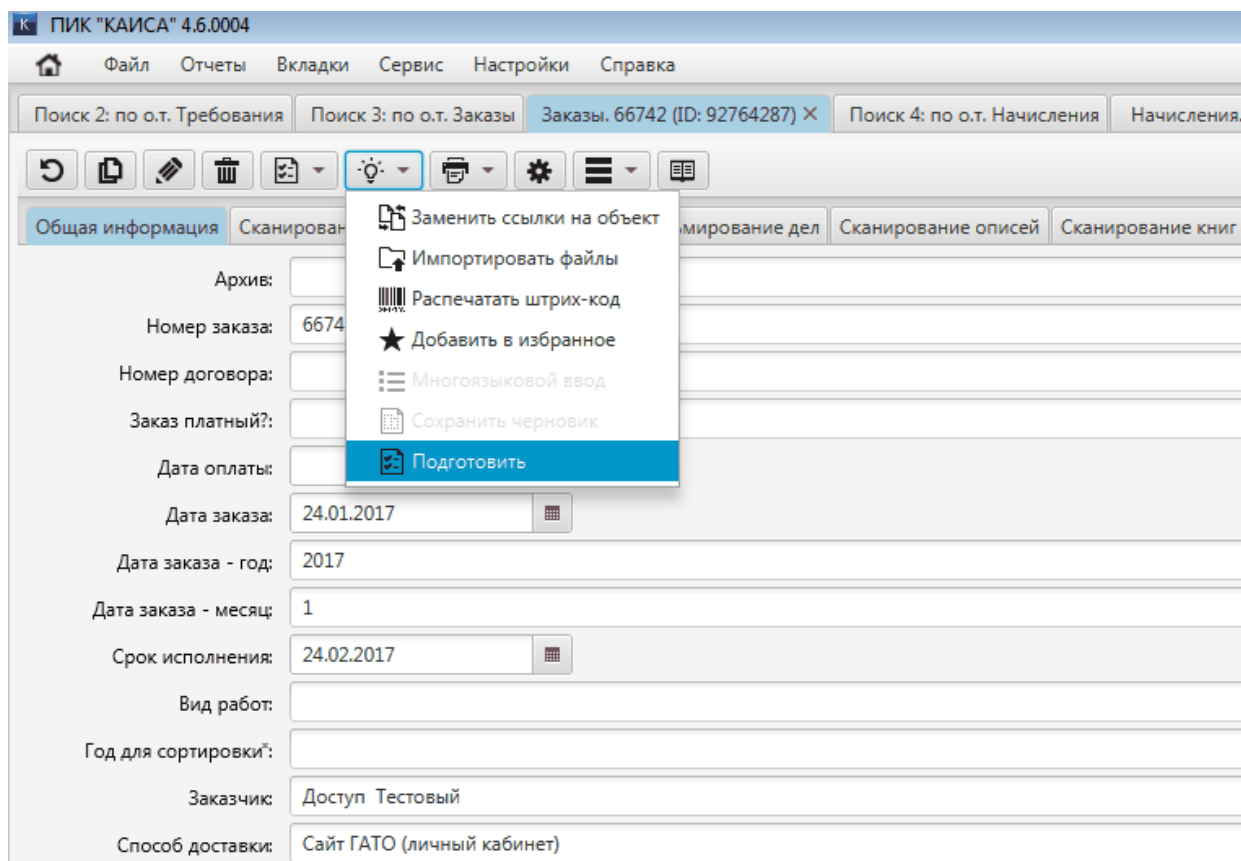 ПИК "КАИСА" 4.6.0004
Файл Отчеты Вкладки Сервис Настройки Справка
Поиск 2: по о.т. Требования Поиск 3: по о.т. Заказы Заказы. 66742 (ID: 92764287) × Поиск 4: по о.т. Начисления Начисления.
Общая информация Сканирован мирование дел Сканирование описей Сканирование книг
Заменить ссылки на объект
Импортировать файлы
Распечатать штрих-код
Добавить в избранное
Многоязыковой ввод
Сохранить черновик
Подготовить
Архив:
Номер заказа: 6674
Номер договора:
Заказ платный?:
Дата оплаты:
Дата заказа: 24.01.2017
Дата заказа - год: 2017
Дата заказа - месяц: 1
Срок исполнения: 24.02.2017
Вид работ:
Год для сортировки*:
Заказчик: Доступ Тестовый
Способ доставки: Сайт ГАТО (личный кабинет)